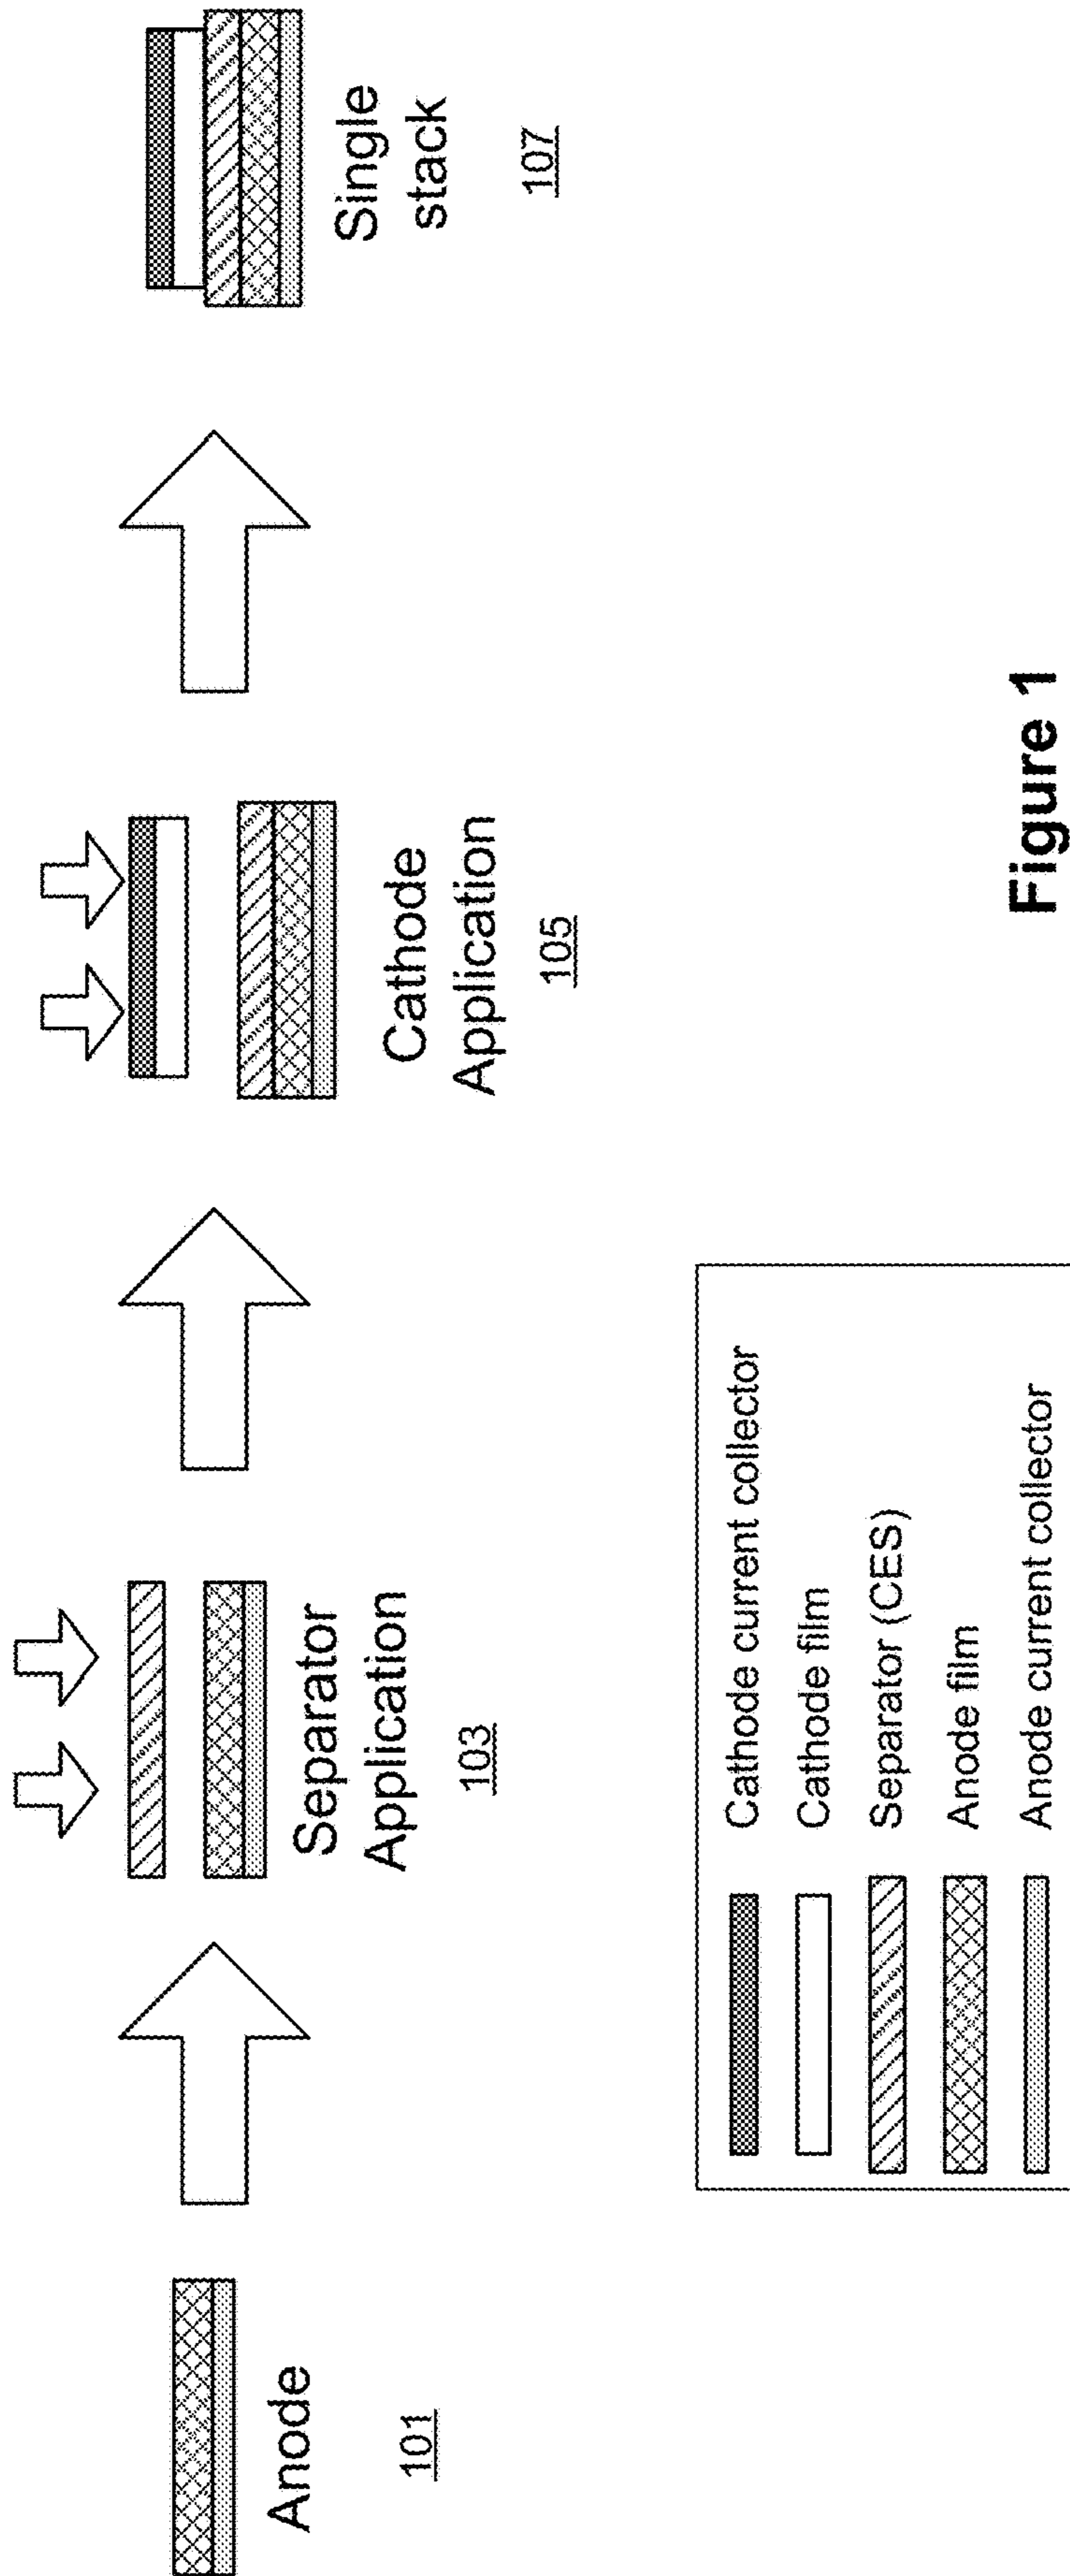 Anode
101
Separator
Application
103
Cathode
Application
105
Single
stack
107
Cathode current collector
Cathode film
Separator (CES)
Anode film
Anode current collector
Figure 1